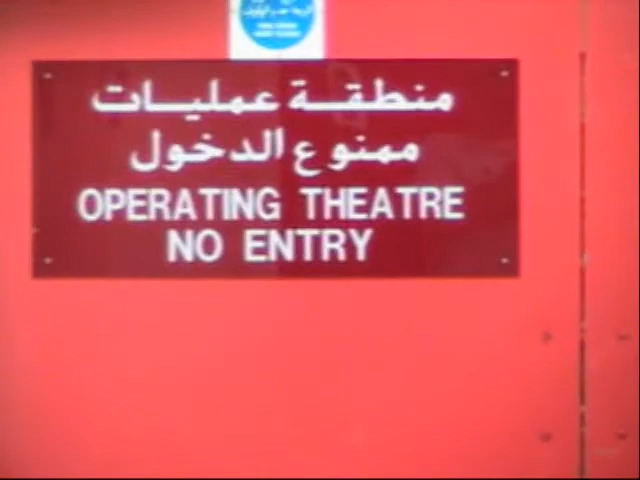 منطقة عمليات
ممنوع الدخول
OPERATING THEATRE
NO ENTRY